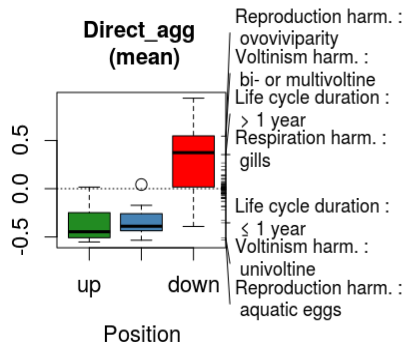 Direct_agg
(mean)
0.5
0.0
-0.5
up
down
Position
Reproduction harm. :
ovoviviparity
Voltinism harm. :
bi- or multivoltine
Life cycle duration :
> 1 year
Respiration harm. :
gills
Life cycle duration :
≤ 1 year
Voltinism harm. :
univoltine
Reproduction harm. :
aquatic eggs